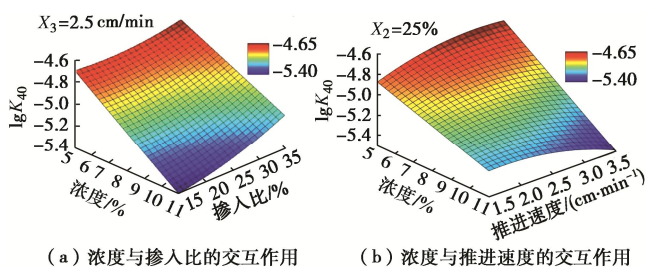 X₃=2.5 cm/min
-4.65
-5.40
lgK₄₀
-4.6
-4.8
-5.0
-5.2
-5.4
5 6 7 8 9 10 11
浓度/%
15 20 25 30 35
掺入比/%
(a) 浓度与掺入比的交互作用
X₂=25%
-4.65
-5.40
lgK₄₀
-4.6
-4.8
-5.0
-5.2
-5.4
5 6 7 8 9 10 11
浓度/%
1.5 2.0 2.5 3.0 3.5
推进速度/(cm·min⁻¹)
(b) 浓度与推进速度的交互作用